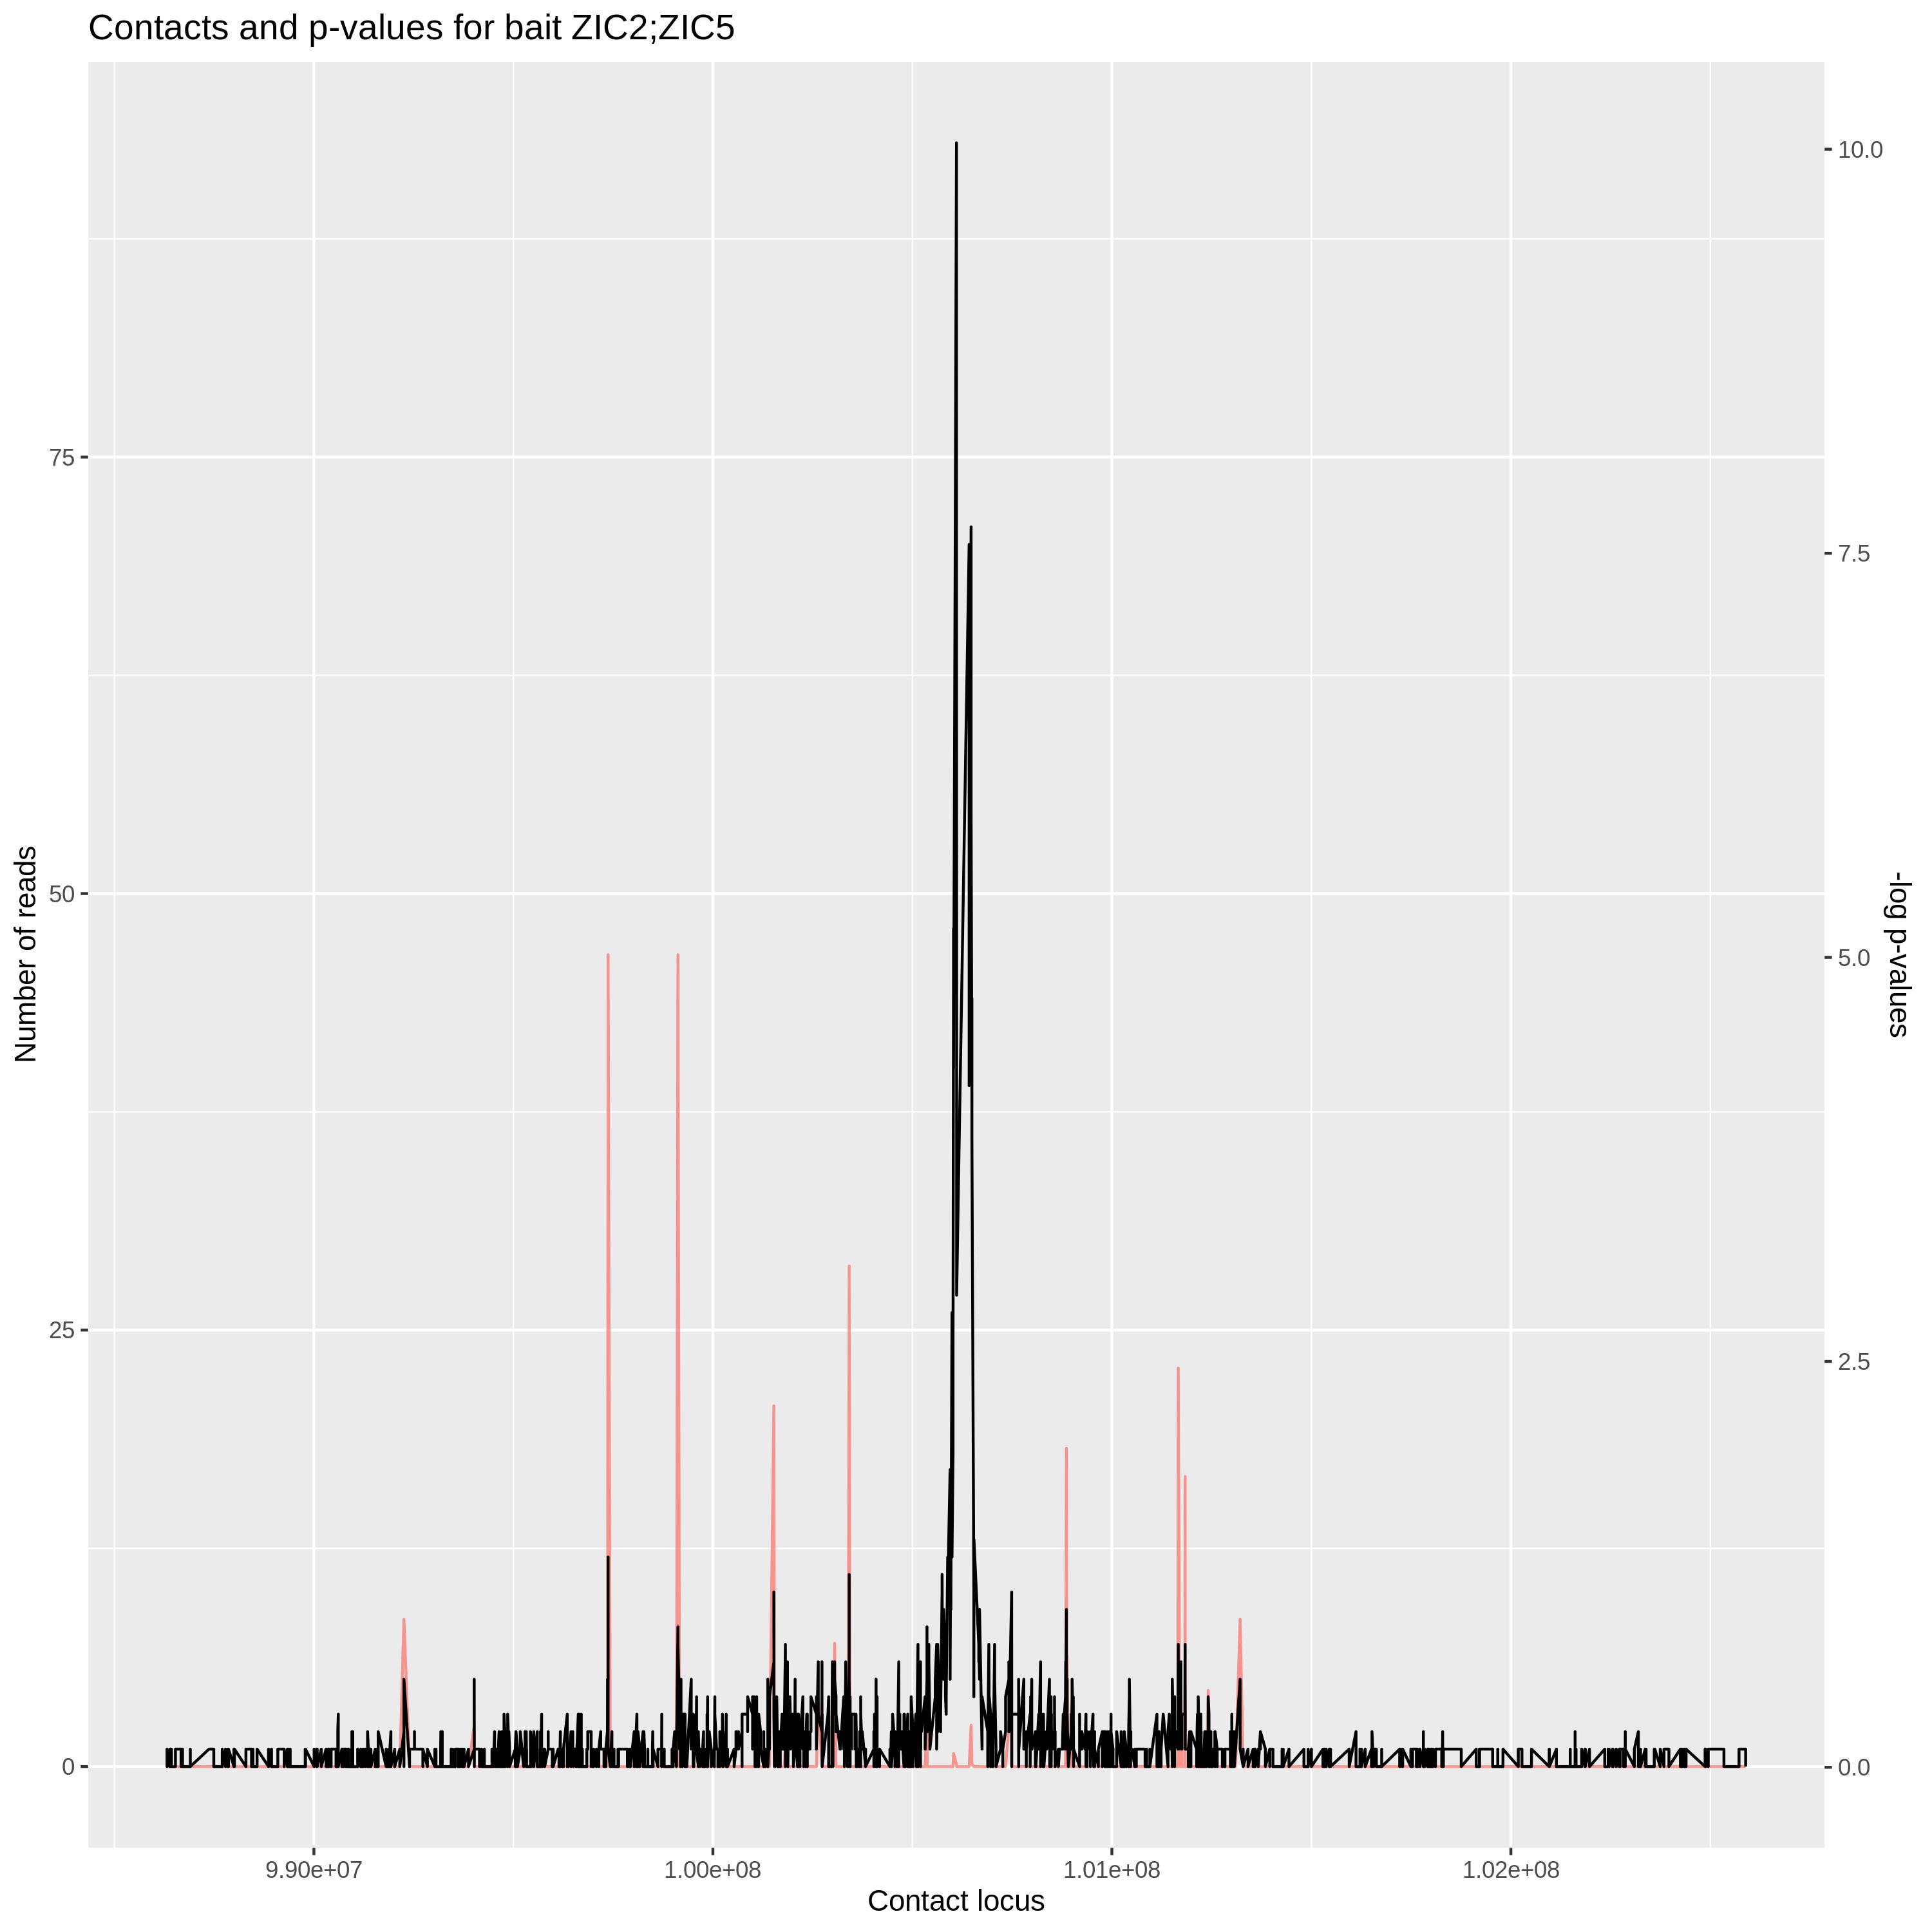 Contacts and p-values for bait ZIC2;ZIC5
Number of reads
75
50
25
0
10.0
7.5
5.0
2.5
0.0
-log p-values
9.90e+07
1.00e+08
1.01e+08
1.02e+08
Contact locus